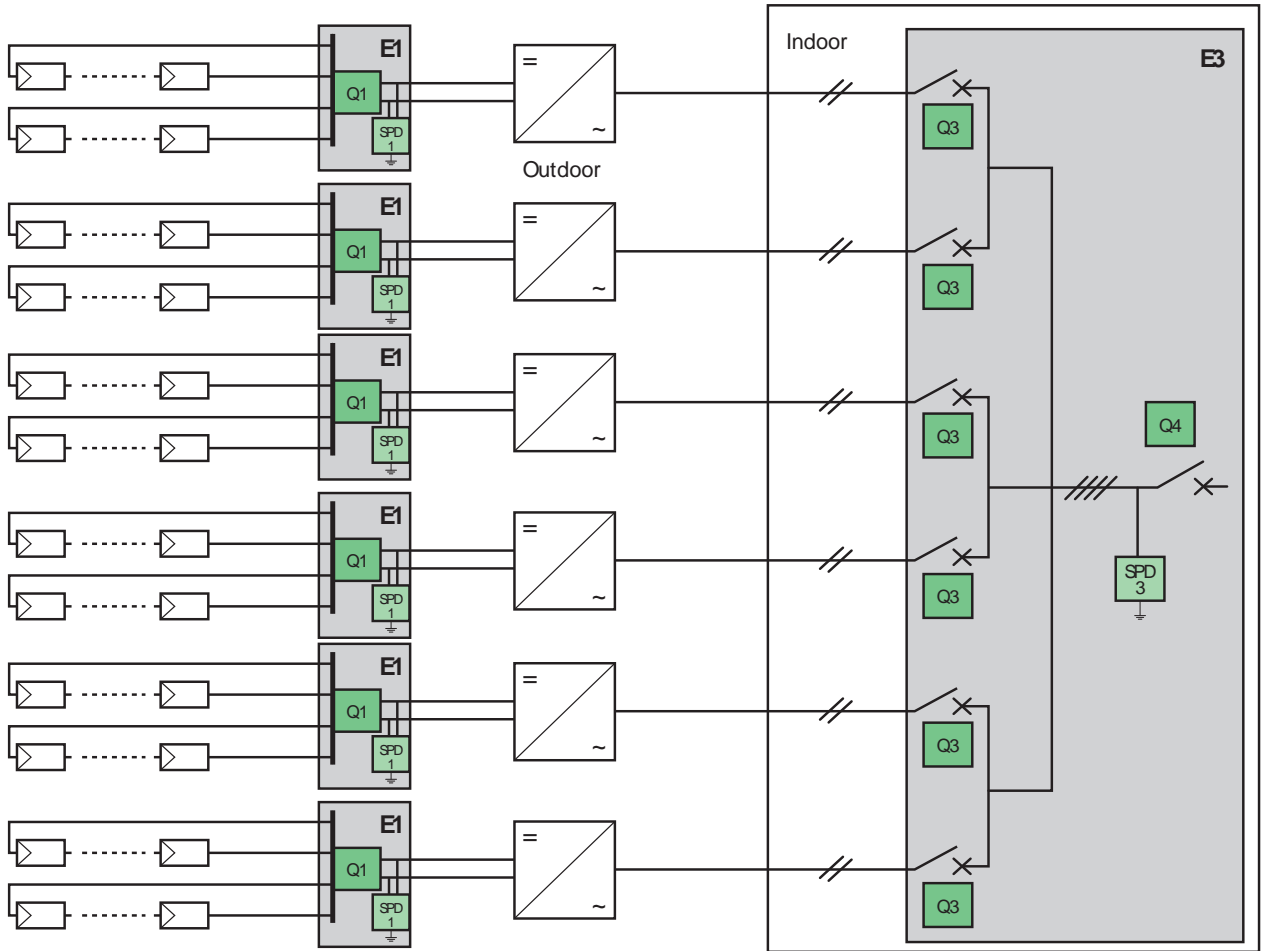 E1
Q1
SPD
1
=
~
Indoor
E3
Q3
Outdoor
E1
Q1
SPD
1
=
~
Q3
E1
Q1
SPD
1
=
~
Q3
Q4
E1
Q1
SPD
1
=
~
Q3
SPD
3
E1
Q1
SPD
1
=
~
Q3
E1
Q1
SPD
1
=
~
Q3